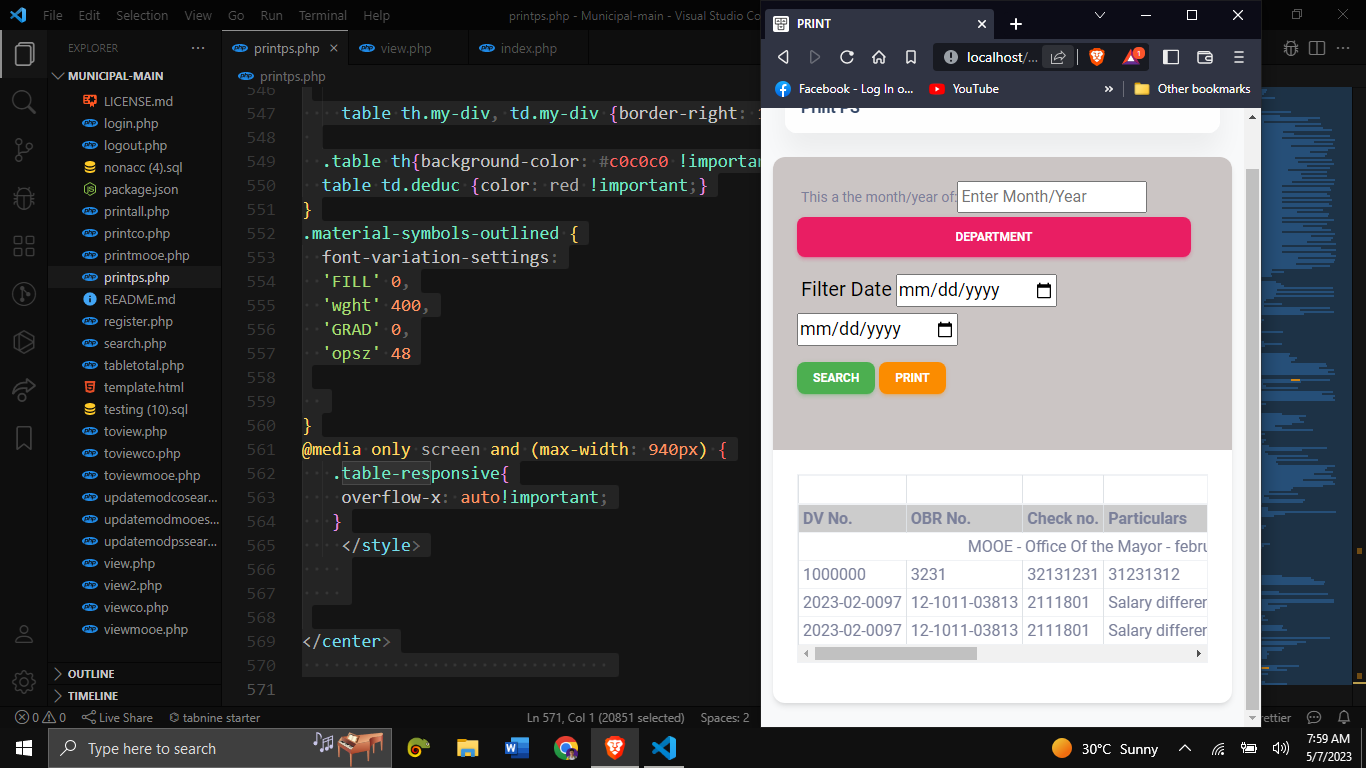 File Edit Selection View Go Run Terminal Help
printps.php - Municipal-main - Visual Studio Co
EXPLORER
MUNICIPAL-MAIN
LICENSE.md
login.php
logout.php
nonacc (4).sql
package.json
printall.php
printco.php
printmooe.php
printps.php
README.md
register.php
search.php
tabletotal.php
template.html
testing (10).sql
toview.php
toviewco.php
toviewmooe.php
updatemodcosear...
updatemodmooes...
updatemodpssear...
view.php
view2.php
viewco.php
viewmooe.php
OUTLINE
TIMELINE
printps.php view.php index.php
printps.php
546
547 table th.my-div, td.my-div {border-right:
548
549 .table th{background-color: #c0c0c0 !importan
550 table td.deduc {color: red !important;}
551 }
552 .material-symbols-outlined {
553 font-variation-settings:
554 'FILL' 0,
555 'wght' 400,
556 'GRAD' 0,
557 'opsz' 48
558
559
560 }
561 @media only screen and (max-width: 940px) {
562 .table-responsive{
563 overflow-x: auto!important;
564 }
565 </style>
566
567
568
569 </center>
570
571
0 0 Live Share tabnine starter
Ln 571, Col 1 (20851 selected) Spaces: 2
rettier
PRINT
localhost/...
1
Facebook - Log In o... YouTube » Other bookmarks
Print PS
This a the month/year of: Enter Month/Year
DEPARTMENT
Filter Date mm/dd/yyyy
mm/dd/yyyy
SEARCH PRINT
DV No. OBR No. Check no. Particulars
MOOE - Office Of the Mayor - febru
1000000 3231 32131231 31231312
2023-02-0097 12-1011-03813 2111801 Salary differen
2023-02-0097 12-1011-03813 2111801 Salary differen
Type here to search
30°C Sunny
7:59 AM
5/7/2023